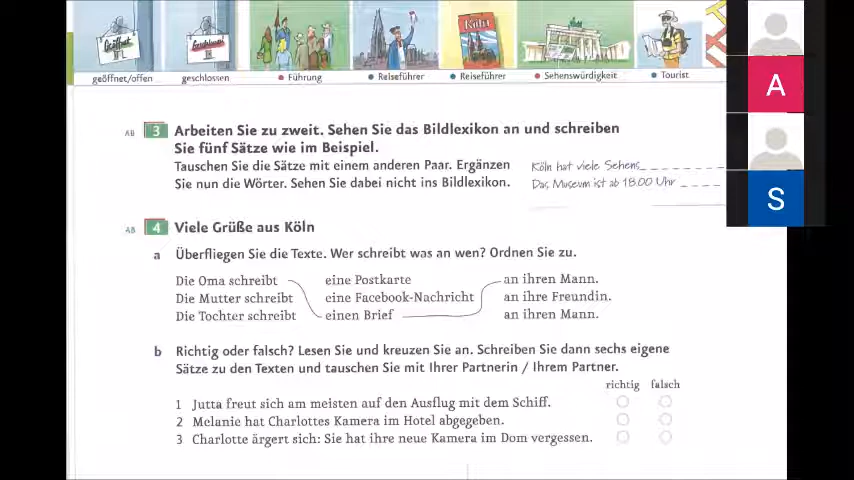 Geöffnet
Geschlossen
Köln
geöffnet/offen
geschlossen
Führung
Reiseführer
Reiseführer
Sehenswürdigkeit
Tourist
A
AB 3 Arbeiten Sie zu zweit. Sehen Sie das Bildlexikon an und schreiben
Sie fünf Sätze wie im Beispiel.
Tauschen Sie die Sätze mit einem anderen Paar. Ergänzen
Sie nun die Wörter. Sehen Sie dabei nicht ins Bildlexikon.
Köln hat viele Sehens_ _ _ _ _ _ _ _ _
Das Museum ist ab 18.00 Uhr _ _ _ _
S
AB 4 Viele Grüße aus Köln
a Überfliegen Sie die Texte. Wer schreibt was an wen? Ordnen Sie zu.
Die Oma schreibt eine Postkarte an ihren Mann.
Die Mutter schreibt eine Facebook-Nachricht an ihre Freundin.
Die Tochter schreibt einen Brief an ihren Mann.
b Richtig oder falsch? Lesen Sie und kreuzen Sie an. Schreiben Sie dann sechs eigene
Sätze zu den Texten und tauschen Sie mit Ihrer Partnerin / Ihrem Partner.
richtig falsch
1 Jutta freut sich am meisten auf den Ausflug mit dem Schiff.
2 Melanie hat Charlottes Kamera im Hotel abgegeben.
3 Charlotte ärgert sich: Sie hat ihre neue Kamera im Dom vergessen.